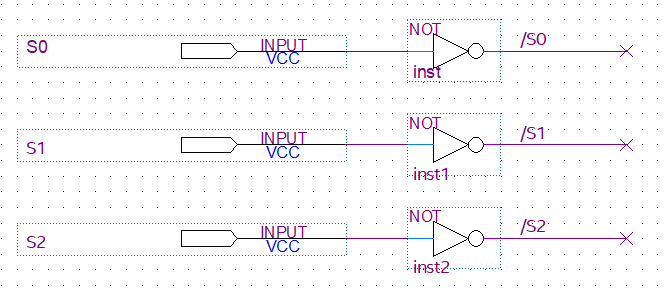 NOT
S0 INPUT /S0
VCC
inst
NOT
S1 INPUT /S1
VCC
inst1
NOT
S2 INPUT /S2
VCC
inst2